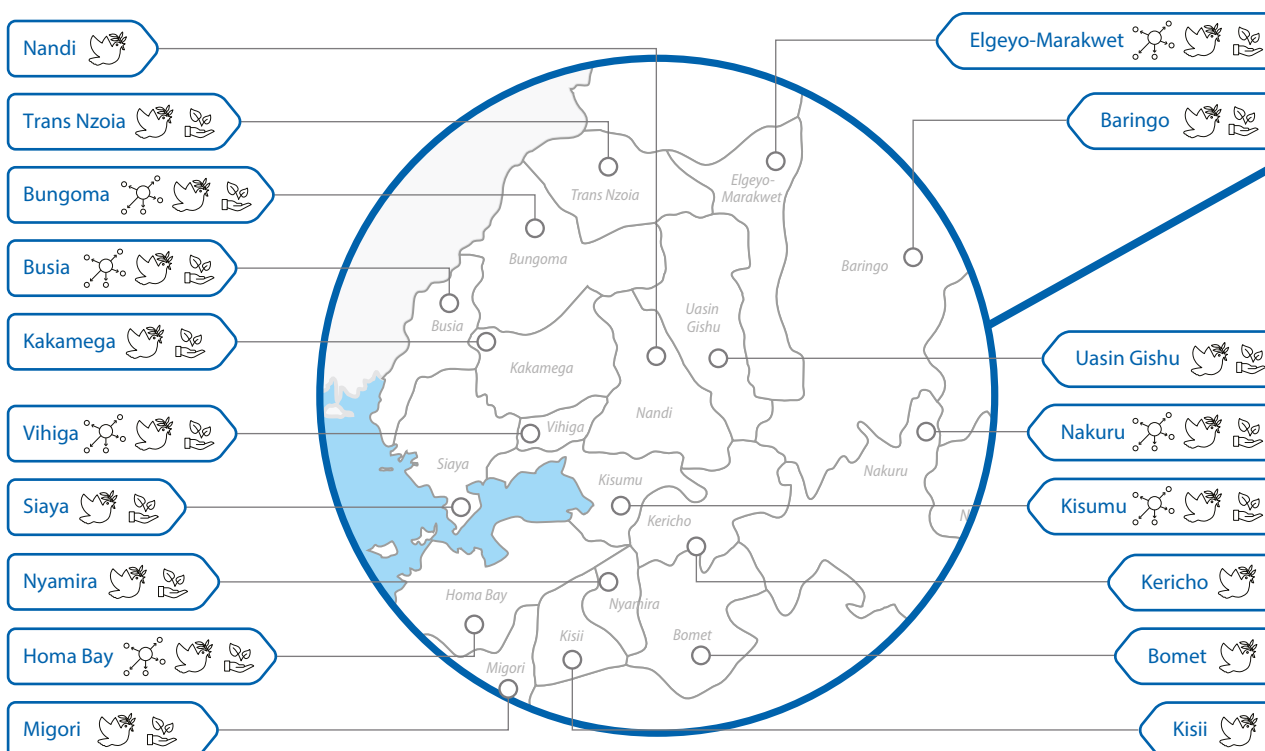 Nandi
Trans Nzoia
Bungoma
Busia
Kakamega
Vihiga
Siaya
Nyamira
Homa Bay
Migori
Elgeyo-Marakwet
Baringo
Uasin Gishu
Nakuru
Kisumu
Kericho
Bomet
Kisii
Trans Nzoia
Elgeyo-
Marakwet
Bungoma
Baringo
Busia
Uasin
Gishu
Kakamega
Nandi
Vihiga
Siaya
Kisumu
Nakuru
Kericho
N
Homa Bay
Nyamira
Kisii
Bomet
Migori